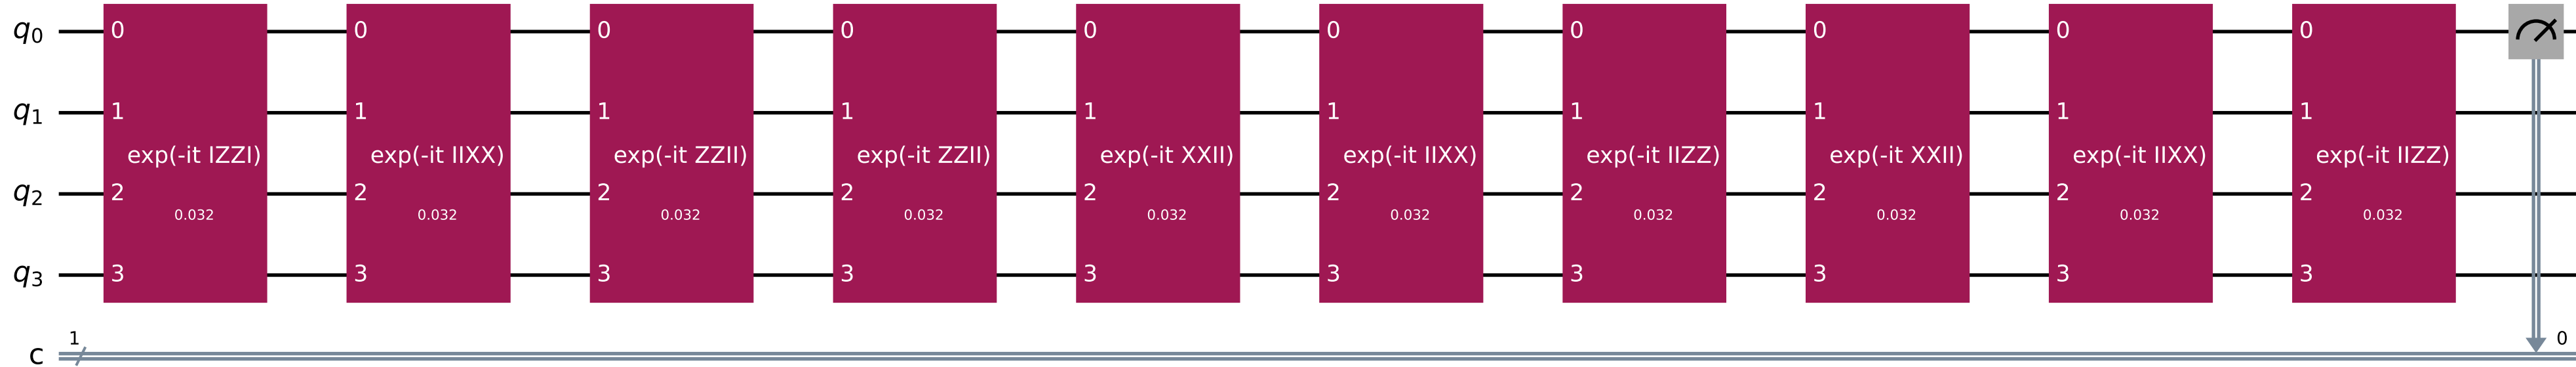 q0 0 0 0 0 0 0 0 0 0 0
q1 1 1 1 1 1 1 1 1 1 1
exp(-it IZZI) exp(-it IIXX) exp(-it ZZII) exp(-it ZZII) exp(-it XXII) exp(-it IIXX) exp(-it IIZZ) exp(-it XXII) exp(-it IIXX) exp(-it IIZZ)
q2 2 2 2 2 2 2 2 2 2 2
0.032 0.032 0.032 0.032 0.032 0.032 0.032 0.032 0.032 0.032
q3 3 3 3 3 3 3 3 3 3 3
1 0
c